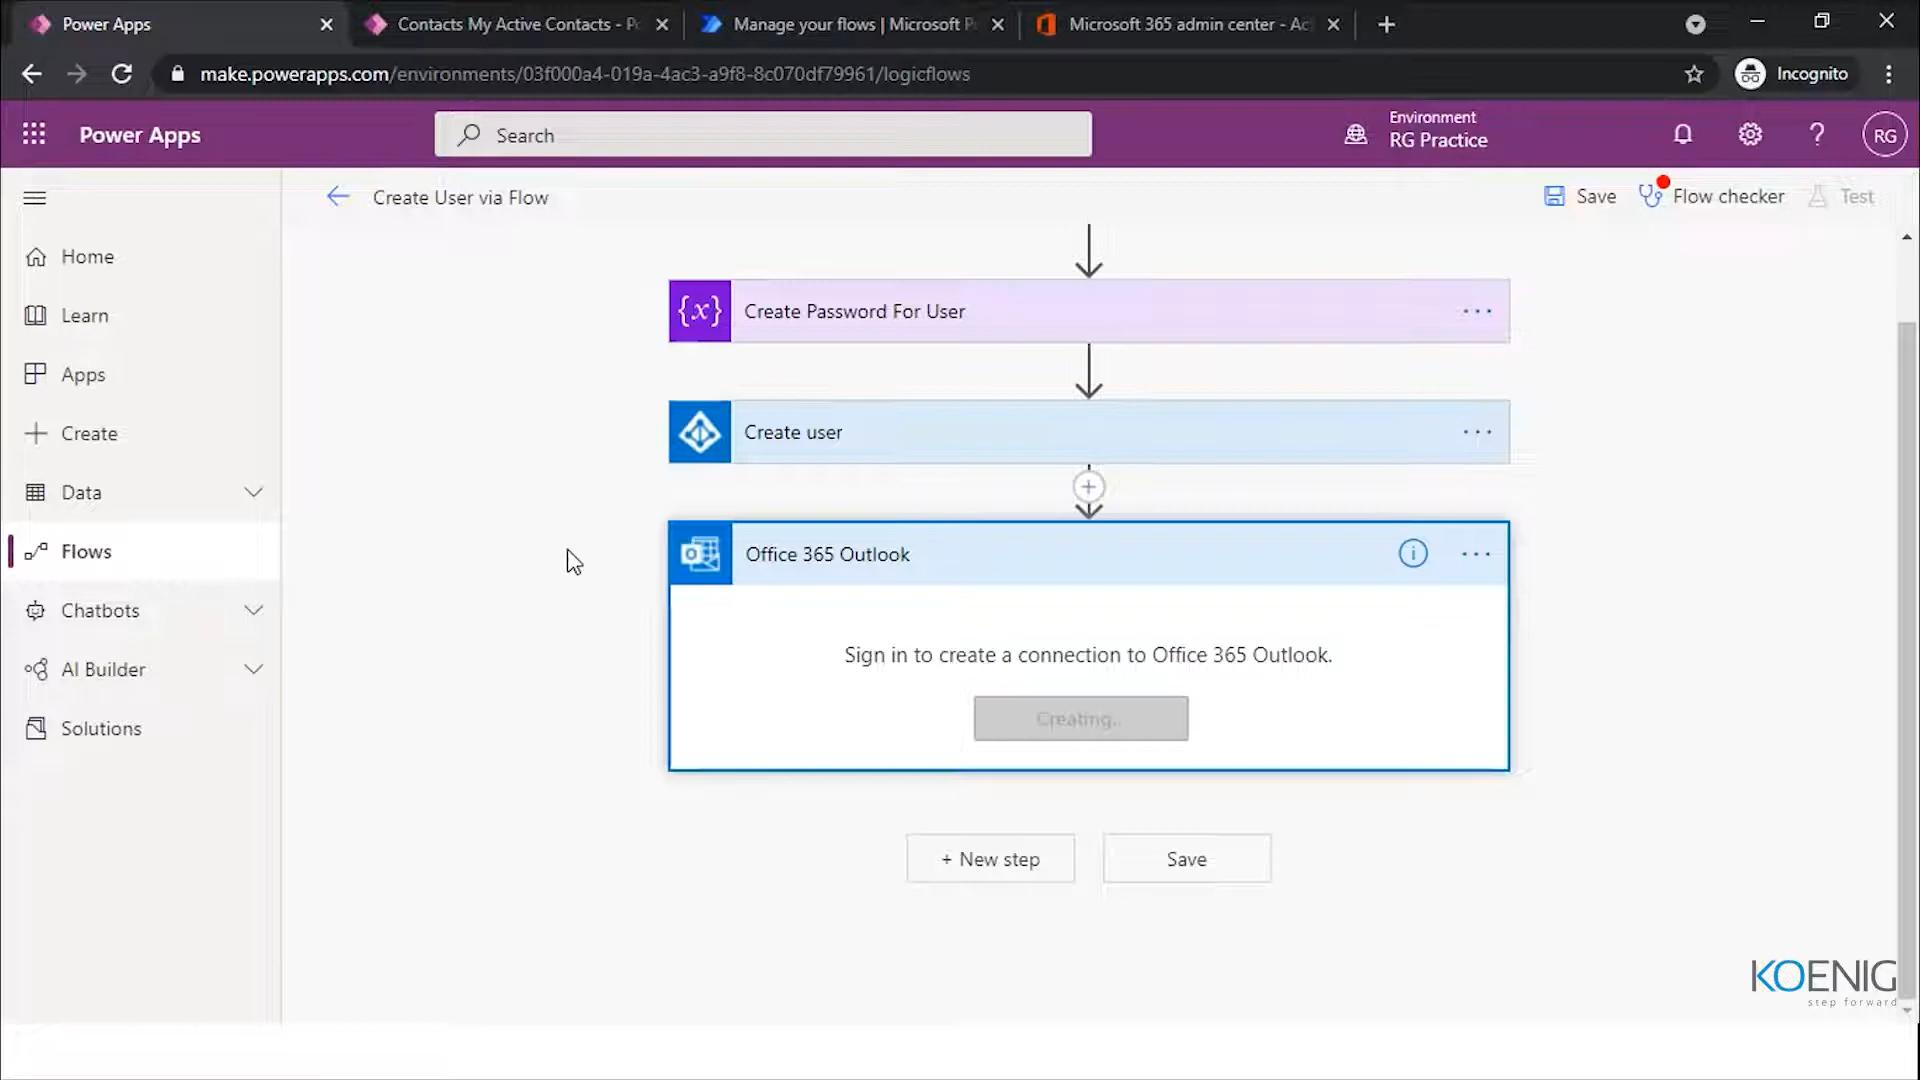 Power Apps
Contacts My Active Contacts - Po
Manage your flows | Microsoft P
Microsoft 365 admin center - Ac
make.powerapps.com/environments/03f000a4-019a-4ac3-a9f8-8c070df79961/logicflows
Incognito
Power Apps
Search
Environment
RG Practice
?
RG
Create User via Flow
Save
Flow checker
Test
Home
Learn
Apps
Create
Data
Flows
Chatbots
AI Builder
Solutions
{x}
Create Password For User
Create user
Office 365 Outlook
Sign in to create a connection to Office 365 Outlook.
Creating...
+ New step
Save
KOENIG
step forward